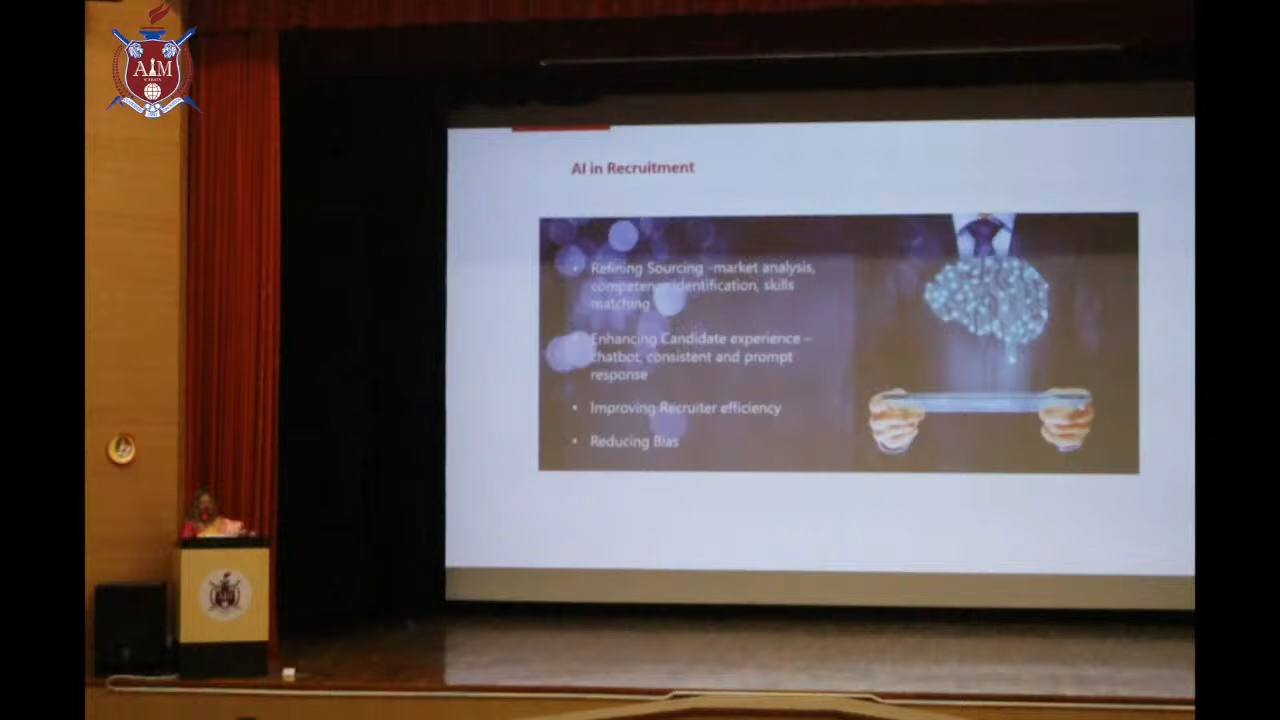 AIM
AI in Recruitment
• Refining Sourcing -market analysis,
competency identification, skills
matching
• Enhancing Candidate experience –
chatbot, consistent and prompt
response
• Improving Recruiter efficiency
• Reducing Bias